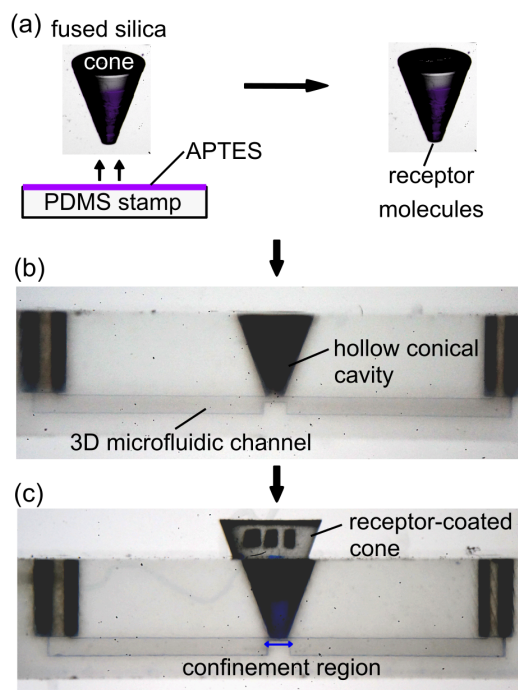 (a)
fused silica
cone
APTES
PDMS stamp
receptor
molecules
(b)
hollow conical
cavity
3D microfluidic channel
(c)
receptor-coated
cone
confinement region